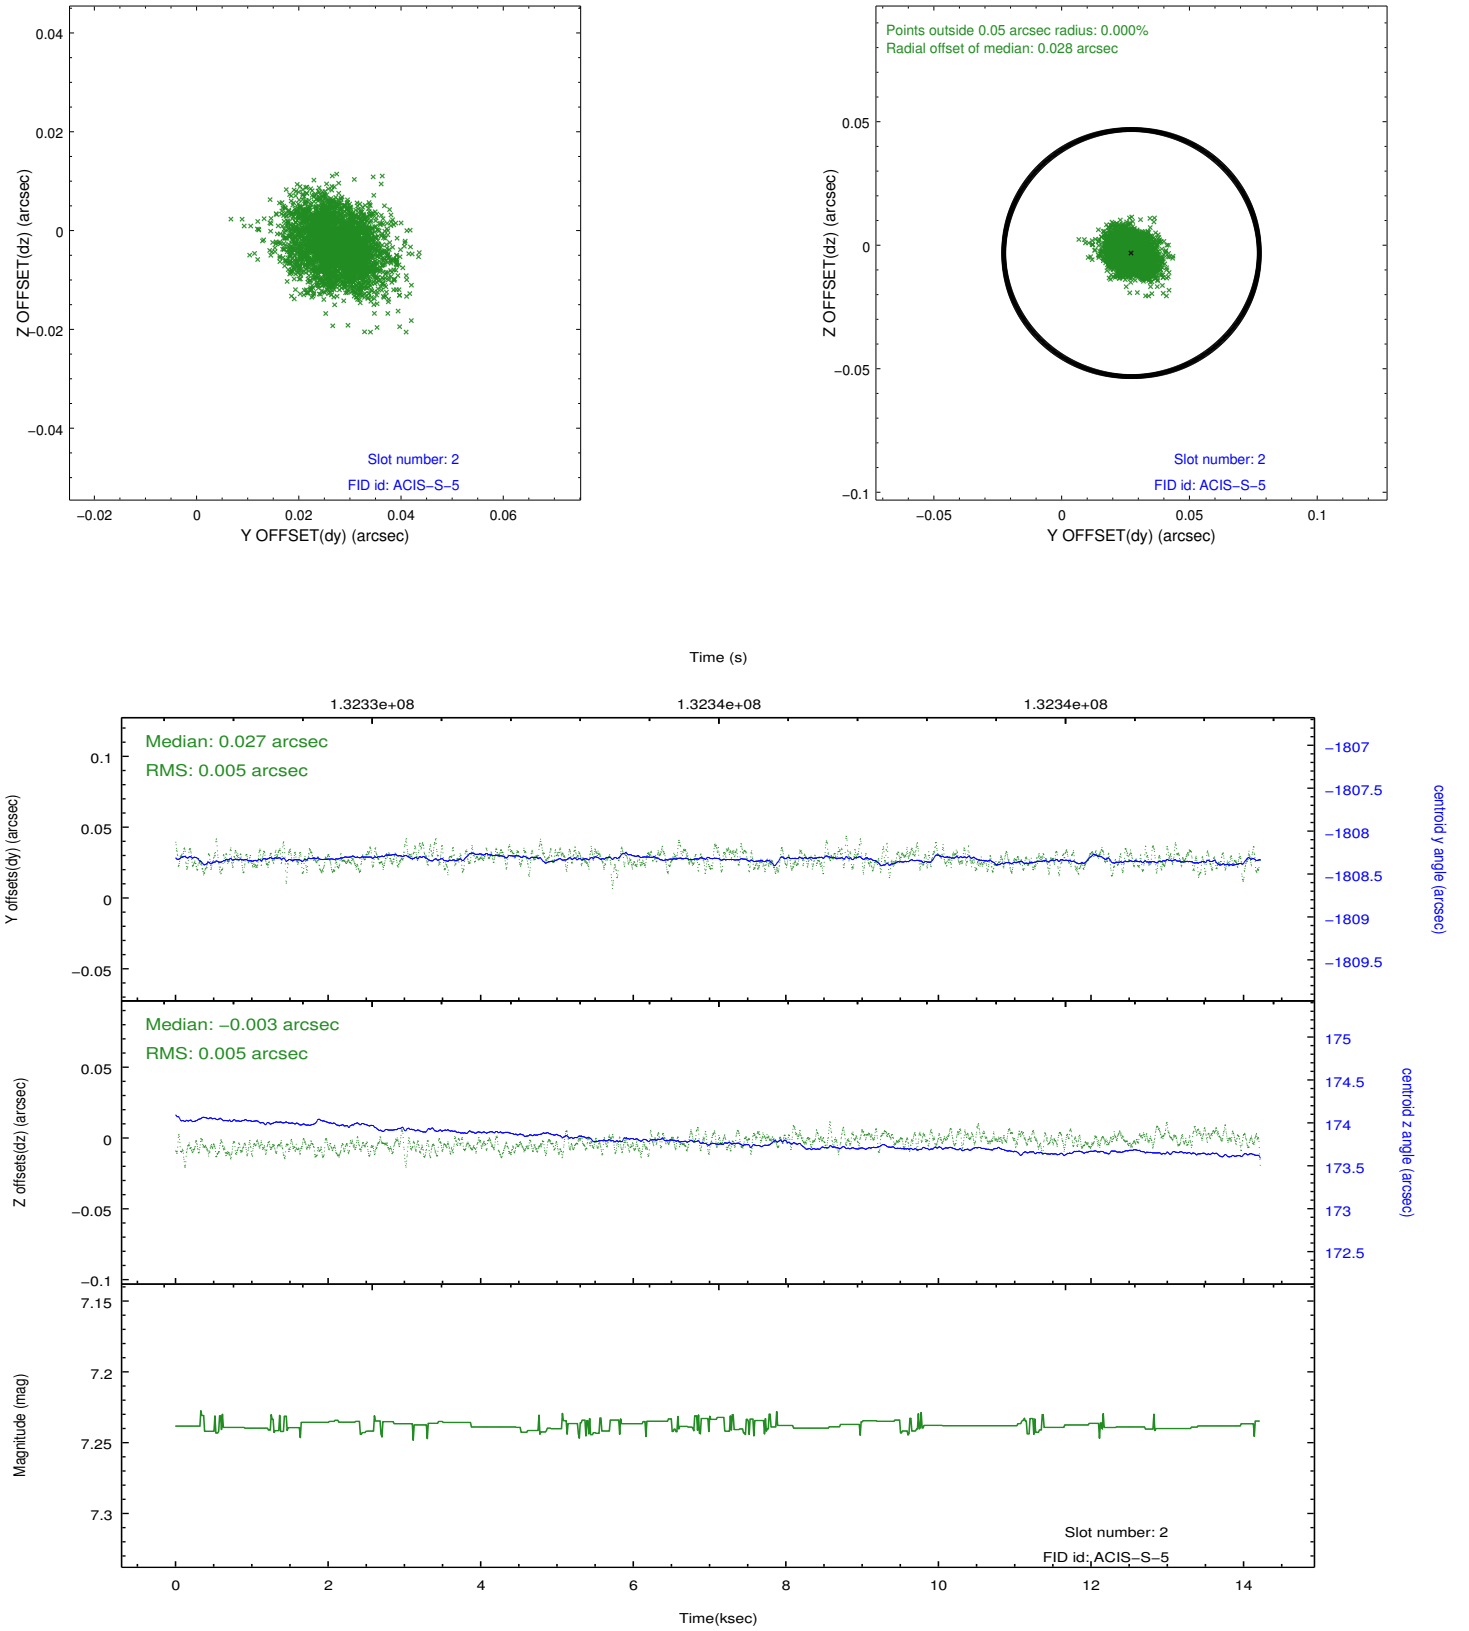 0.04
0.02
0
−0.02
−0.04
Z OFFSET(dz) (arcsec)
Slot number: 2
FID id: ACIS−S−5
−0.02 0 0.02 0.04 0.06
Y OFFSET(dy) (arcsec)
Points outside 0.05 arcsec radius: 0.000%
Radial offset of median: 0.028 arcsec
0.05
0
−0.05
−0.1
Z OFFSET(dz) (arcsec)
Slot number: 2
FID id: ACIS−S−5
−0.05 0 0.05 0.1
Y OFFSET(dy) (arcsec)
Time (s)
1.3233e+08 1.3234e+08 1.3234e+08
Median: 0.027 arcsec
RMS: 0.005 arcsec
0.1
0.05
0
−0.05
Y offsets(dy) (arcsec)
−1807
−1807.5
−1808
−1808.5
−1809
−1809.5
centroid y angle (arcsec)
Median: −0.003 arcsec
RMS: 0.005 arcsec
0.05
0
−0.05
−0.1
Z offsets(dz) (arcsec)
175
174.5
174
173.5
173
172.5
centroid z angle (arcsec)
7.15
7.2
7.25
7.3
Magnitude (mag)
Slot number: 2
FID id: ACIS−S−5
0 2 4 6 8 10 12 14
Time(ksec)